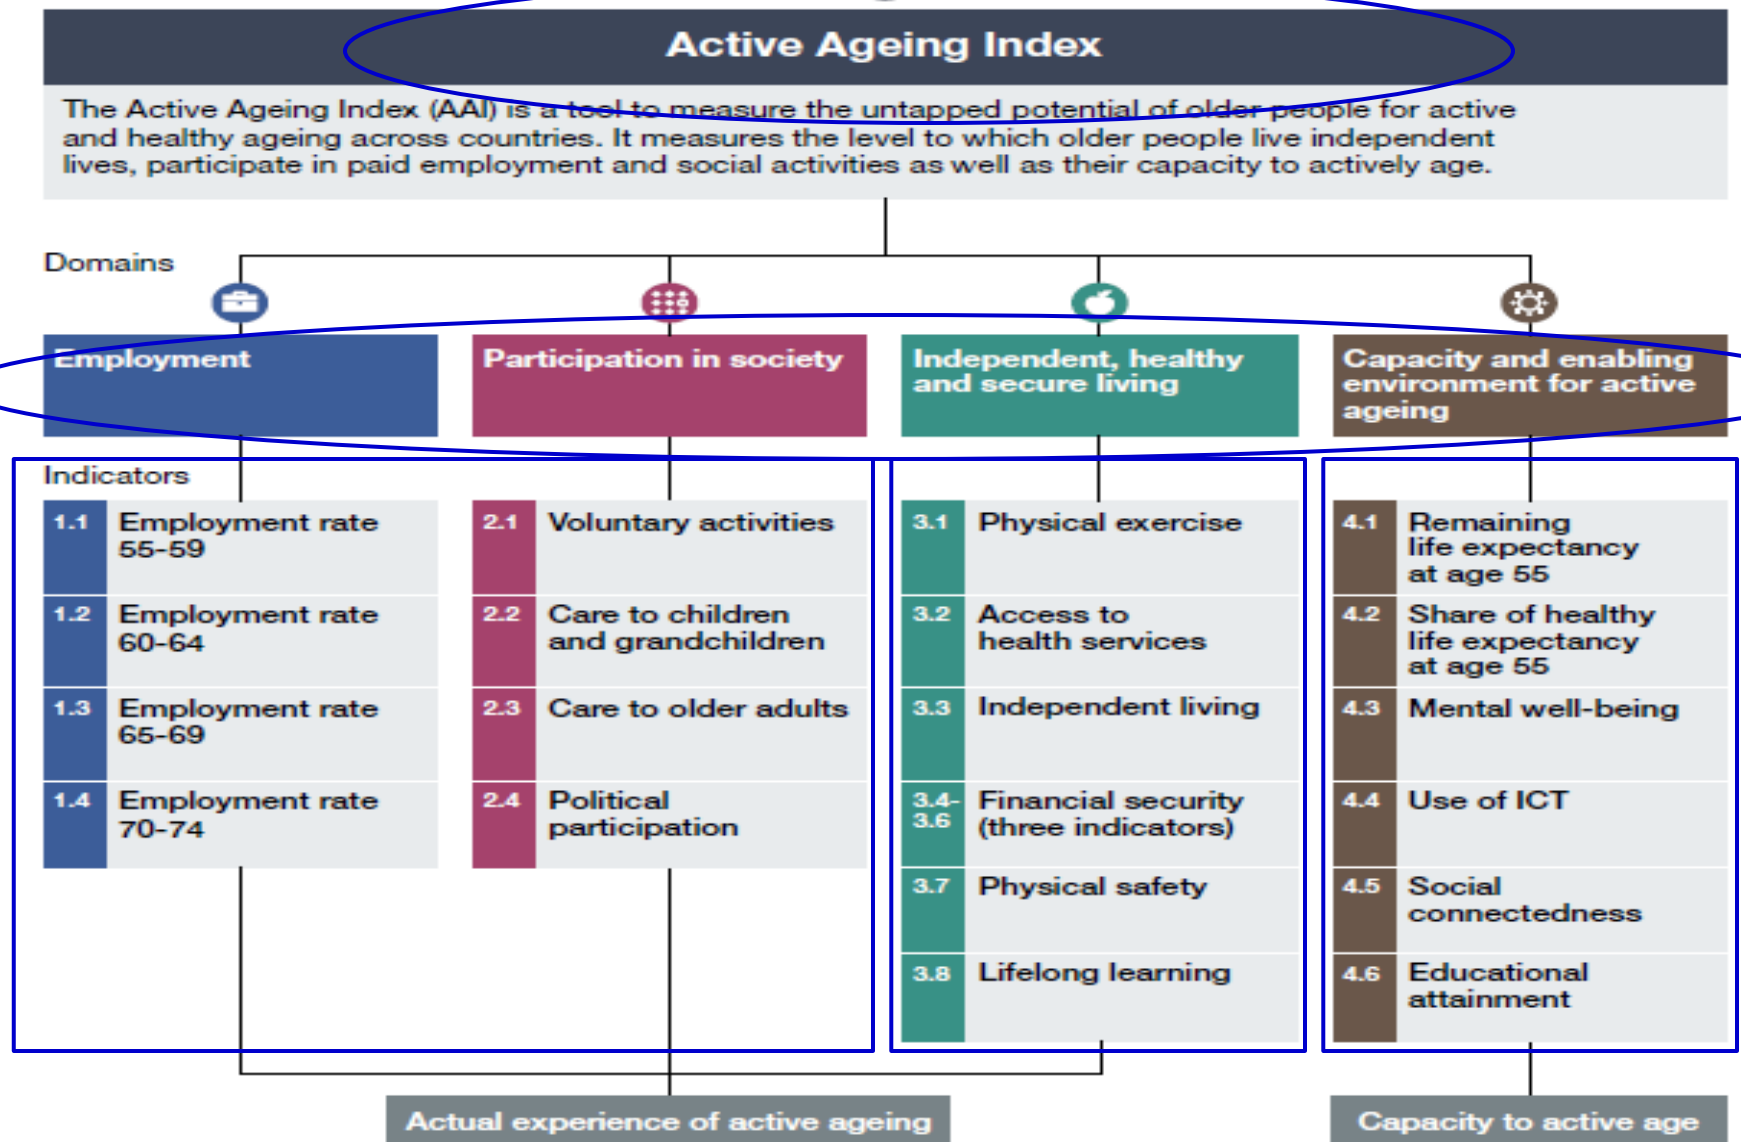 Active Ageing Index
The Active Ageing Index (AAI) is a tool to measure the untapped potential of older people for active
and healthy ageing across countries. It measures the level to which older people live independent
lives, participate in paid employment and social activities as well as their capacity to actively age.
Domains
Employment
Participation in society
Independent, healthy
and secure living
Capacity and enabling
environment for active
ageing
Indicators
1.1 Employment rate
55-59
1.2 Employment rate
60-64
1.3 Employment rate
65-69
1.4 Employment rate
70-74
2.1 Voluntary activities
2.2 Care to children
and grandchildren
2.3 Care to older adults
2.4 Political
participation
3.1 Physical exercise
3.2 Access to
health services
3.3 Independent living
3.4- Financial security
3.6 (three indicators)
3.7 Physical safety
3.8 Lifelong learning
4.1 Remaining
life expectancy
at age 55
4.2 Share of healthy
life expectancy
at age 55
4.3 Mental well-being
4.4 Use of ICT
4.5 Social
connectedness
4.6 Educational
attainment
Actual experience of active ageing
Capacity to active age